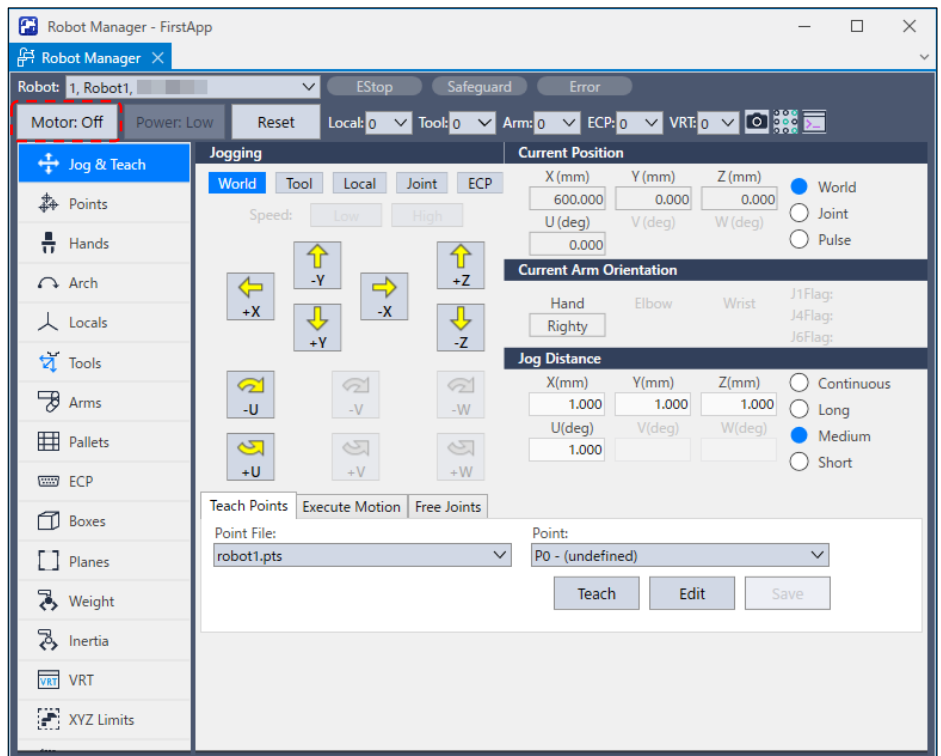 Robot Manager - FirstApp
Robot Manager
Robot: 1, Robot1, EStop Safeguard Error
Motor: Off Power: Low Reset Local: 0 Tool: 0 Arm: 0 ECP: 0 VRT: 0
Jog & Teach
Points
Hands
Arch
Locals
Tools
Arms
Pallets
ECP
Boxes
Planes
Weight
Inertia
VRT VRT
XYZ Limits
Jogging
World Tool Local Joint ECP
Speed: Low High
-Y +Z
+X -X
+Y -Z
-U -V -W
+U +V +W
Current Position
X (mm) Y (mm) Z (mm)
600.000 0.000 0.000
U (deg) V (deg) W (deg)
0.000
World
Joint
Pulse
Current Arm Orientation
Hand Elbow Wrist
Righty
J1Flag:
J4Flag:
J6Flag:
Jog Distance
X(mm) Y(mm) Z(mm)
1.000 1.000 1.000
U(deg) V(deg) W(deg)
1.000
Continuous
Long
Medium
Short
Teach Points Execute Motion Free Joints
Point File: Point:
robot1.pts P0 - (undefined)
Teach Edit Save